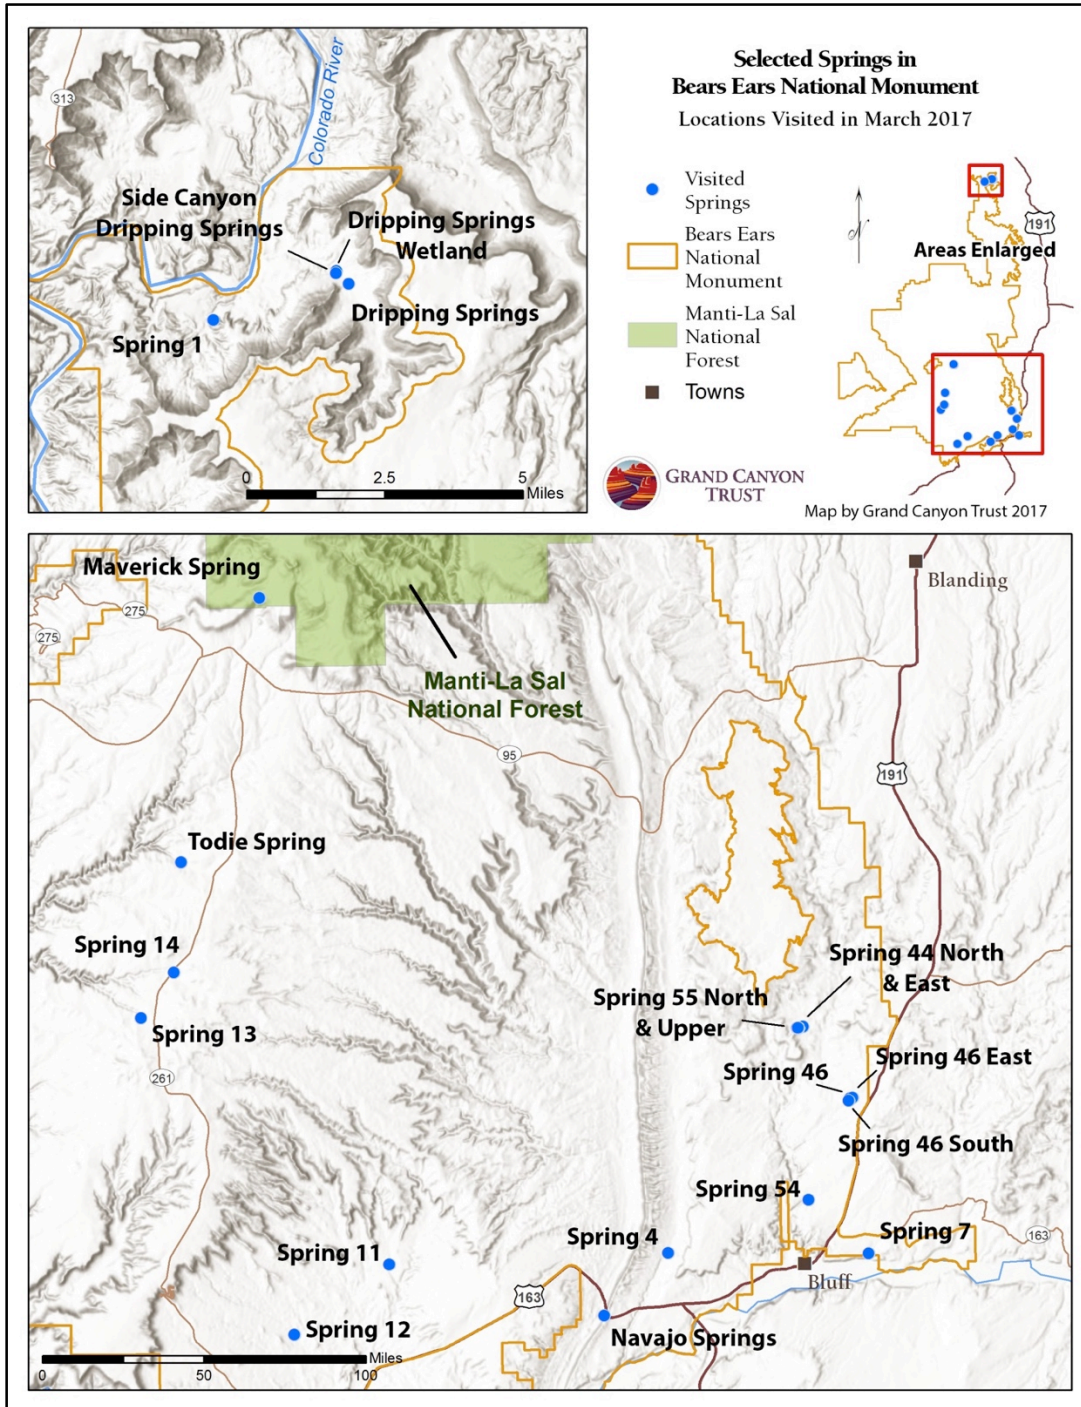 Selected Springs in
Bears Ears National Monument
Locations Visited in March 2017
Visited
Springs
Bears Ears
National
Monument
Manti-La Sal
National
Forest
Towns
N
191
Areas Enlarged
GRAND CANYON
TRUST
Map by Grand Canyon Trust 2017
313
Colorado River
Side Canyon
Dripping Springs
Dripping Springs
Wetland
Dripping Springs
Spring 1
0 2.5 5
Miles
Maverick Spring
Blanding
275
275
Manti-La Sal
National Forest
95
191
Todie Spring
Spring 14
Spring 44 North
& East
Spring 55 North
& Upper
Spring 13
Spring 46
Spring 46 East
261
Spring 46 South
Spring 54
Spring 4
Spring 7
163
Spring 11
Bluff
163
Spring 12
Navajo Springs
Miles
0 50 100